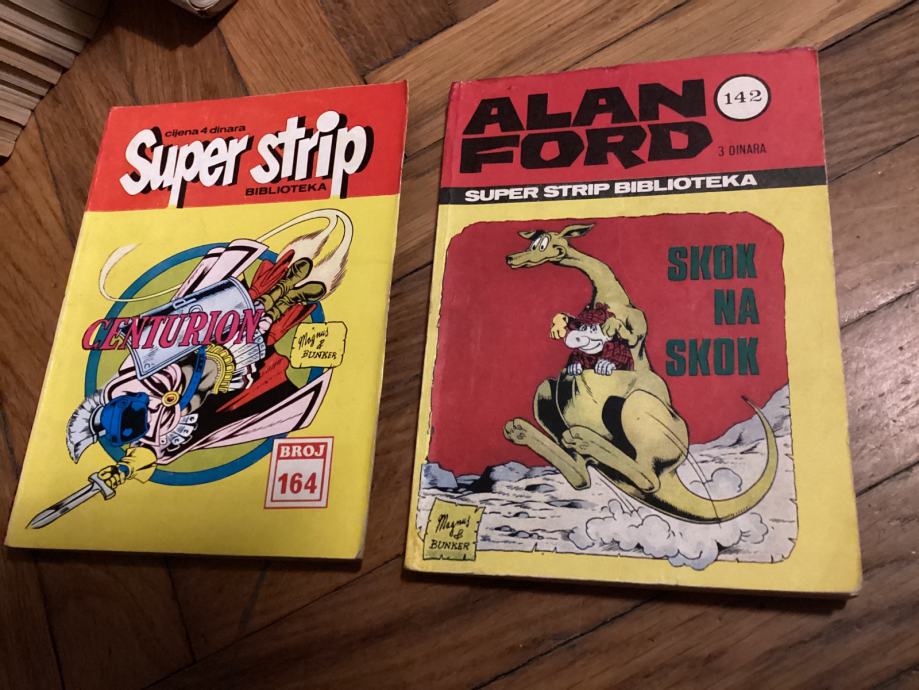 cijena 4 dinara
Super strip
BIBLIOTEKA
CENTURION
Magnus
&
BUNKER
BROJ
164
ALAN
FORD
142
3 DINARA
SUPER STRIP BIBLIOTEKA
SKOK
NA
SKOK
Magnus
&
BUNKER